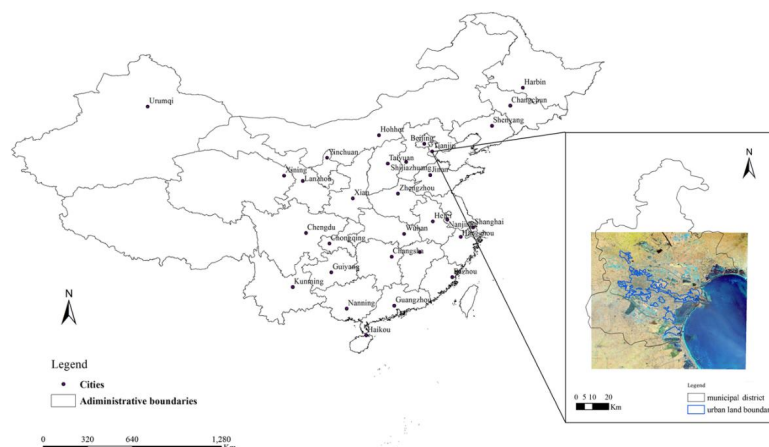 Harbin
Changchun
Urumqi
Shenyang
Hohhot
Beijing
Tianjin
Yinchuan
Taiyuan
Shijiazhuang
Jinan
Xining
Lanzhou
Xian
Zhengzhou
Nanjing
Shanghai
Hangzhou
Chengdu
Wuhan
Chongqing
Changsha
Guiyang
Kunming
Nanning
Guangzhou
Haikou
N
N
Legend
Cities
Adiministrative boundaries
0 320 640 1,280
Km
0 5 10 20
Km
Legend
municipal district
urban land boundar